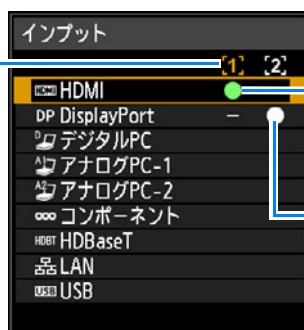 インプット
[1] [2]
HDMI HDMI
DP DisplayPort –
デジタルPC
1 アナログPC-1
2 アナログPC-2
コンポーネント
HDBT HDBaseT
LAN
USB USB